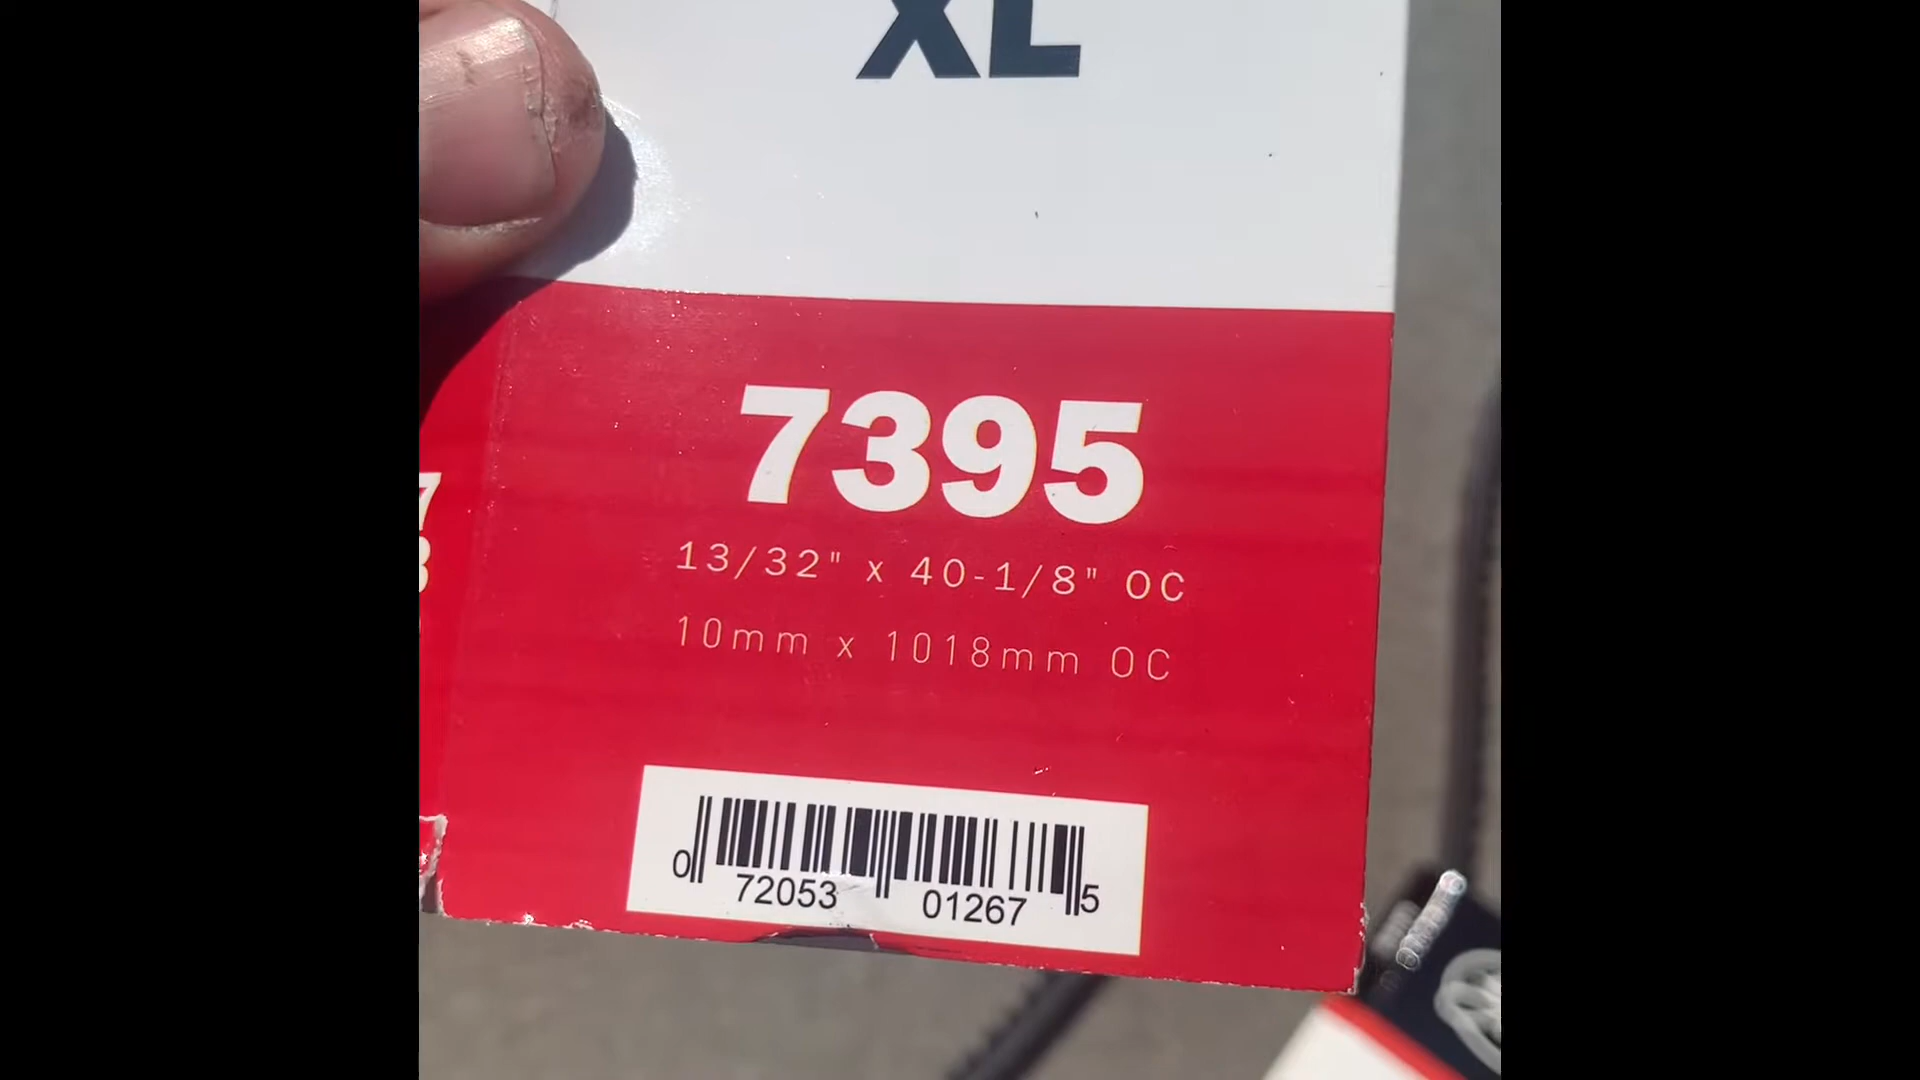 XL
7395
13/32" x 40-1/8" OC
10mm x 1018mm OC
0 72053 01267 5